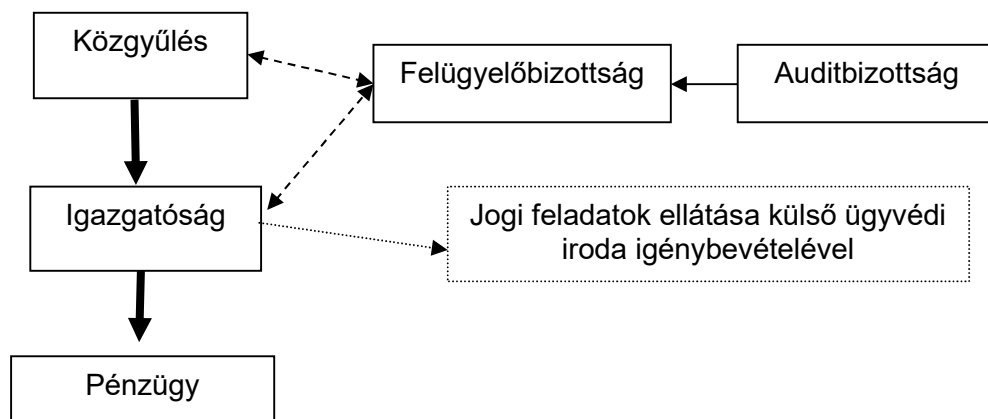 Közgyűlés
Felügyelőbizottság
Auditbizottság
Igazgatóság
Jogi feladatok ellátása külső ügyvédi
iroda igénybevételével
Pénzügy